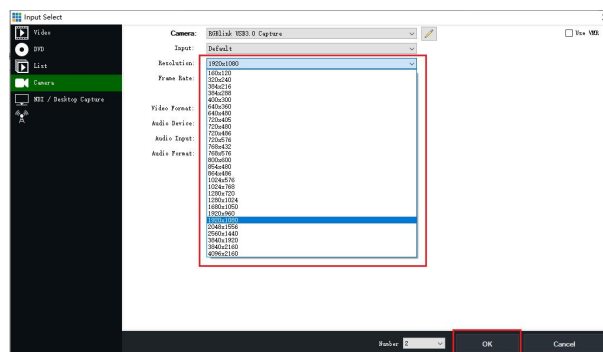 Input Select
Video
DVD
List
Camera
NDI / Desktop Capture
Camera: RGBlink USB3.0 Capture
Use VMR
Input: Default
Resolution: 1920x1080
Frame Rate:
Video Format:
Audio Device:
Audio Input:
Audio Format:
160x120
320x240
384x216
384x288
400x300
640x360
640x480
720x405
720x480
720x486
720x576
768x432
768x576
800x600
854x480
864x486
1024x576
1024x768
1280x720
1280x1024
1680x1050
1920x960
1920x1080
2048x1556
2560x1440
3840x1920
3840x2160
4096x2160
Number 2
OK
Cancel